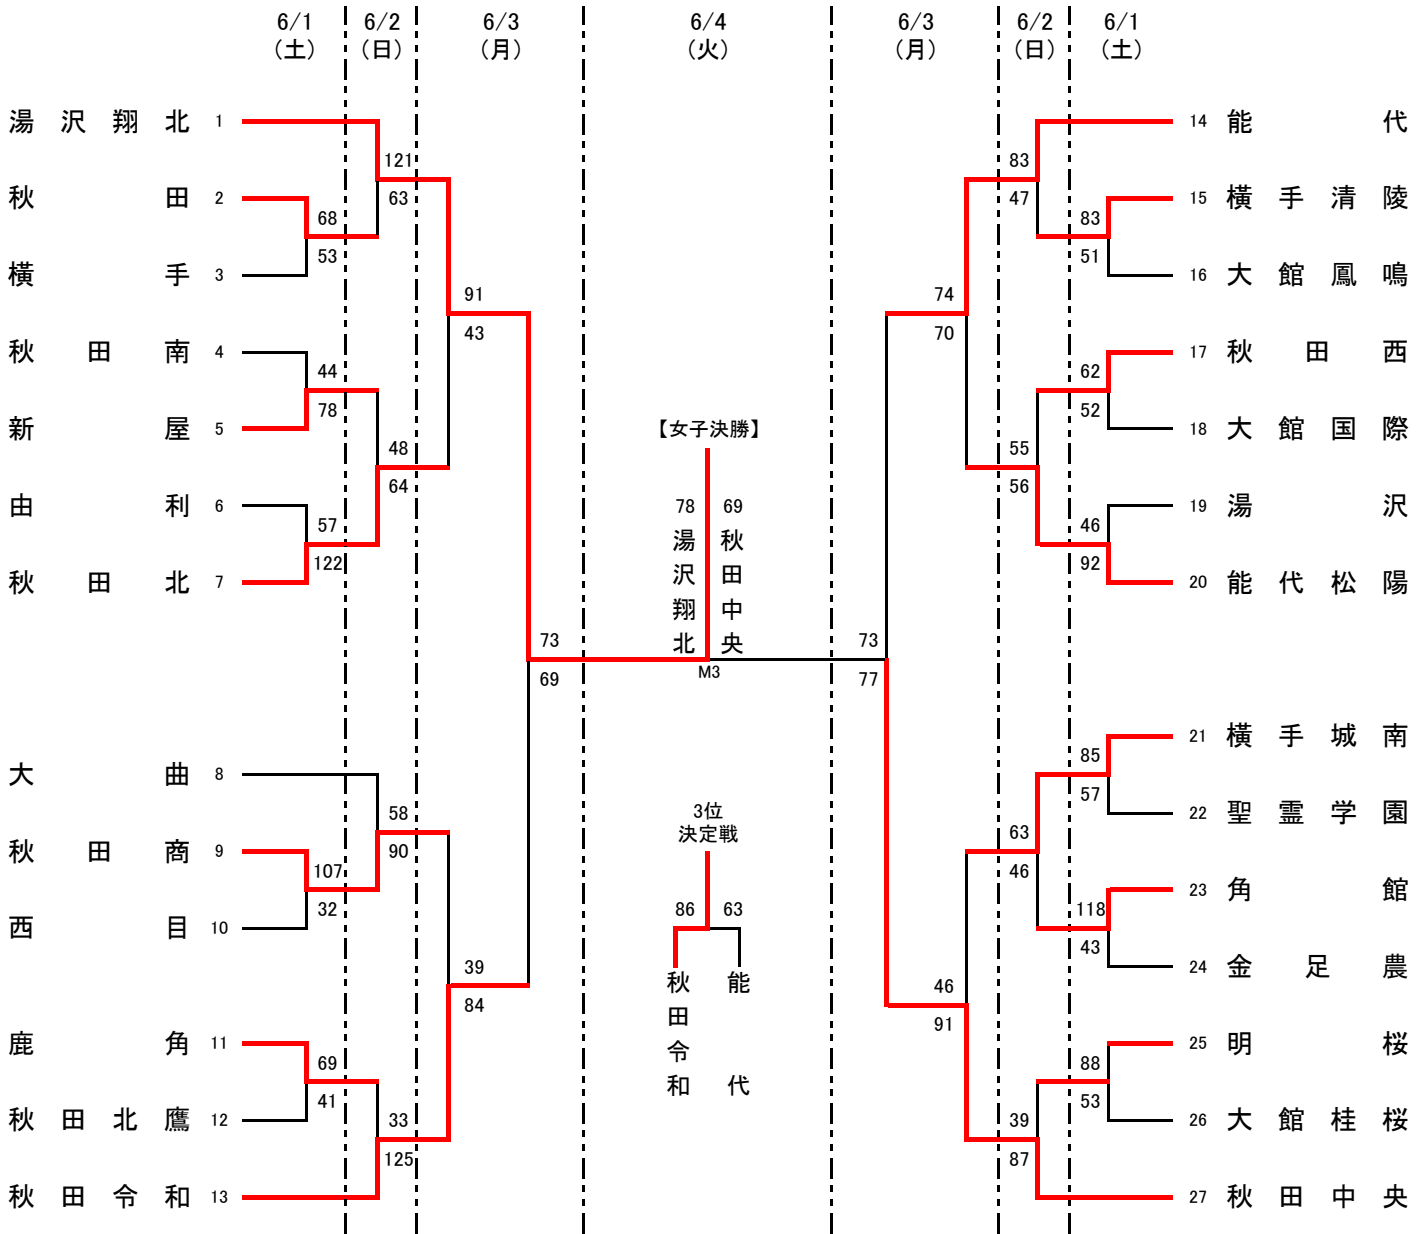 6/1 6/2 6/3 6/4 6/3 6/2 6/1
(土) (日) (月) (火) (月) (日) (土)
湯沢翔北 1
秋田 2
横手 3
秋田南 4
新屋 5
由利 6
秋田北 7
大曲 8
秋田商 9
西目 10
鹿角 11
秋田北鷹 12
秋田令和 13
68
53
44
78
57
122
107
32
69
41
121
63
48
64
58
90
33
125
91
43
39
84
73
69
【女子決勝】
78 69
湯沢翔北
秋田中央
M3
3位
決定戦
86 63
秋田令和
能代
73
77
74
70
46
91
83
47
55
56
63
46
39
87
83
51
62
52
46
92
85
57
118
43
88
53
14 能代
15 横手清陵
16 大館鳳鳴
17 秋田西
18 大館国際
19 湯沢
20 能代松陽
21 横手城南
22 聖霊学園
23 角館
24 金足農
25 明桜
26 大館桂桜
27 秋田中央